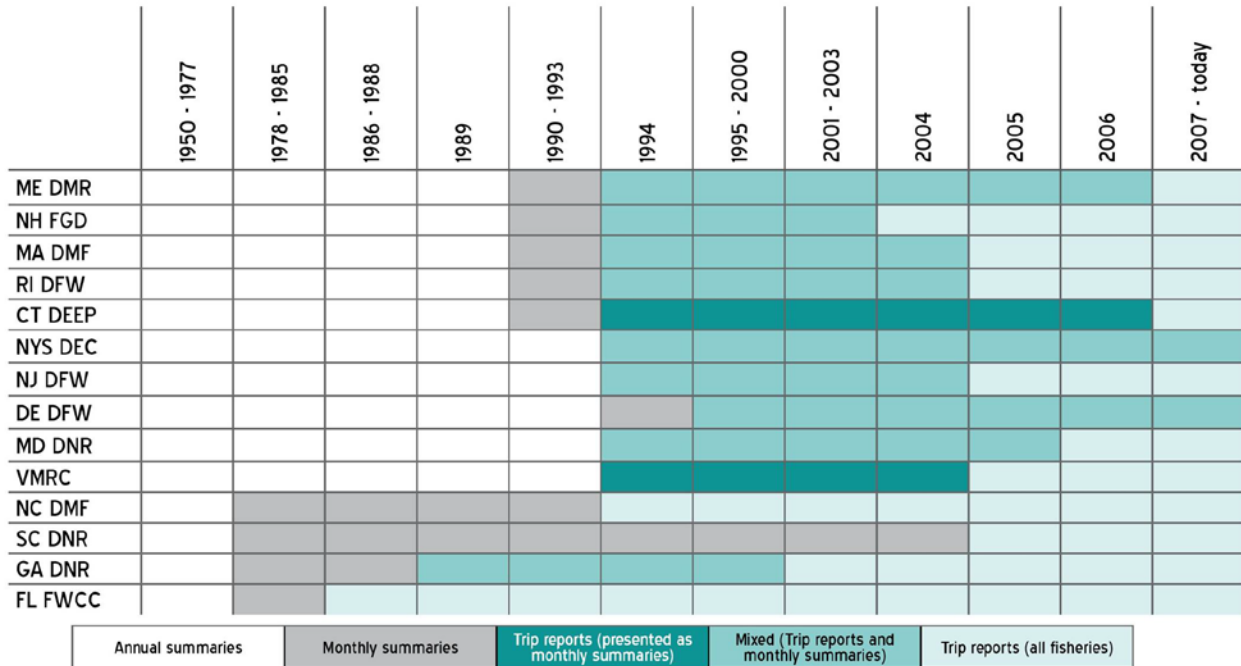 1950 - 1977
1978 - 1985
1986 - 1988
1989
1990 - 1993
1994
1995 - 2000
2001 - 2003
2004
2005
2006
2007 - today
ME DMR
NH FGD
MA DMF
RI DFW
CT DEEP
NYS DEC
NJ DFW
DE DFW
MD DNR
VMRC
NC DMF
SC DNR
GA DNR
FL FWCC
Annual summaries
Monthly summaries
Trip reports (presented as
monthly summaries)
Mixed (Trip reports and
monthly summaries)
Trip reports (all fisheries)